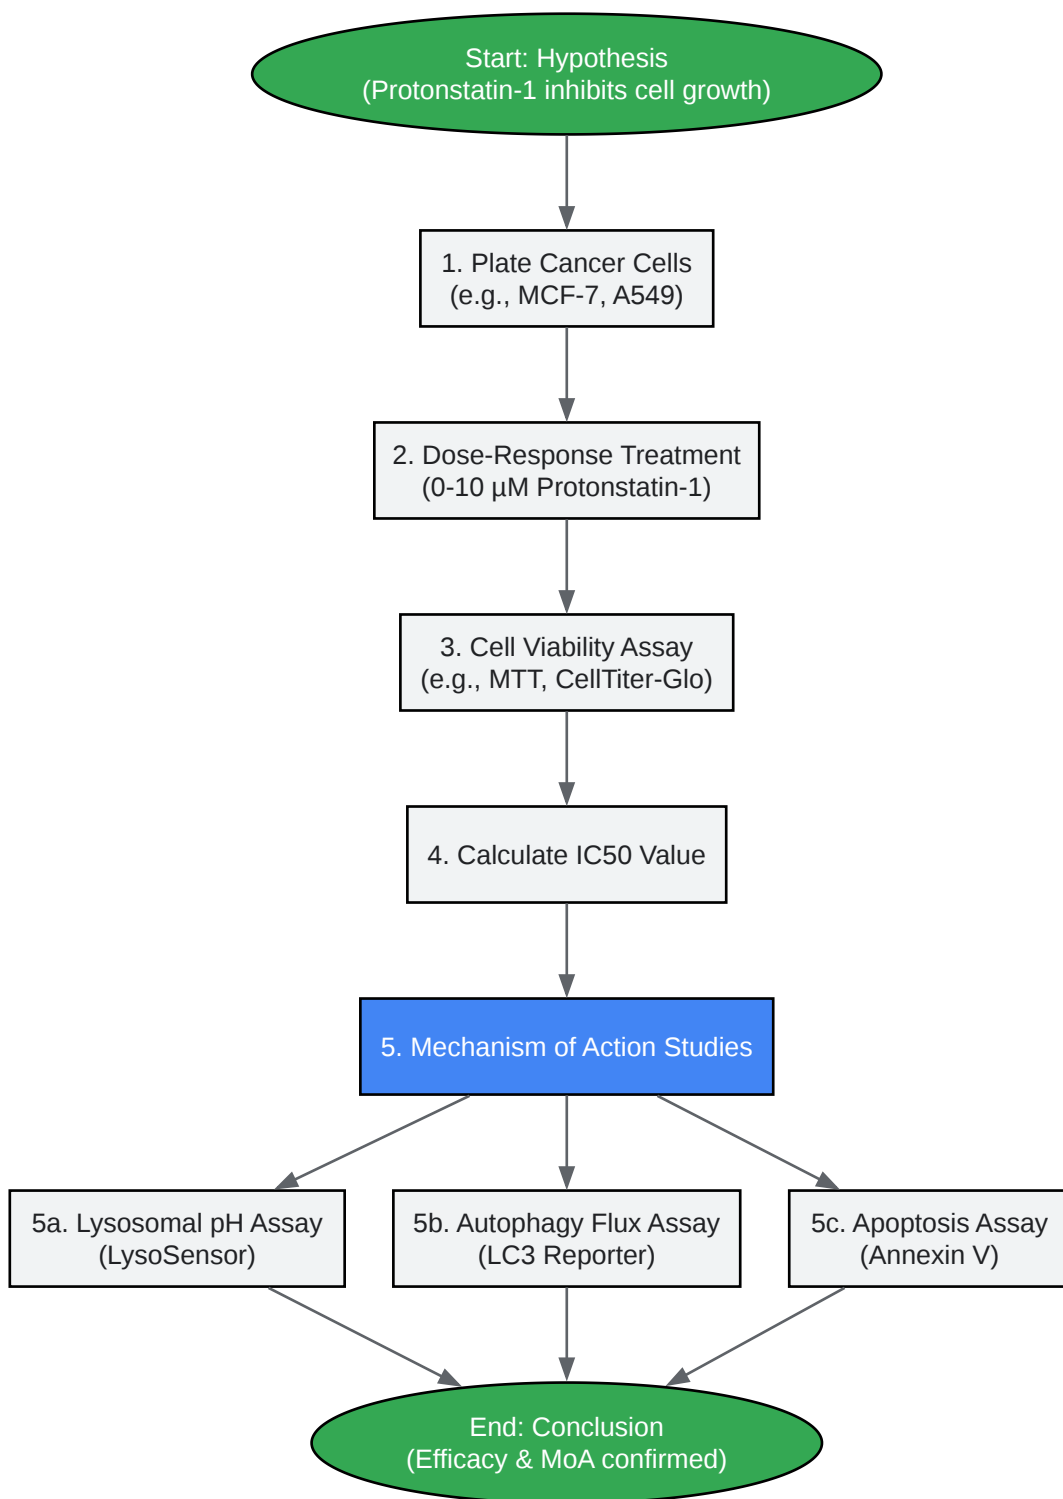 Start: Hypothesis
(Protonstatin-1 inhibits cell growth)
1. Plate Cancer Cells
(e.g., MCF-7, A549)
2. Dose-Response Treatment
(0-10 µM Protonstatin-1)
3. Cell Viability Assay
(e.g., MTT, CellTiter-Glo)
4. Calculate IC50 Value
5. Mechanism of Action Studies
5a. Lysosomal pH Assay
(LysoSensor)
5b. Autophagy Flux Assay
(LC3 Reporter)
5c. Apoptosis Assay
(Annexin V)
End: Conclusion
(Efficacy & MoA confirmed)